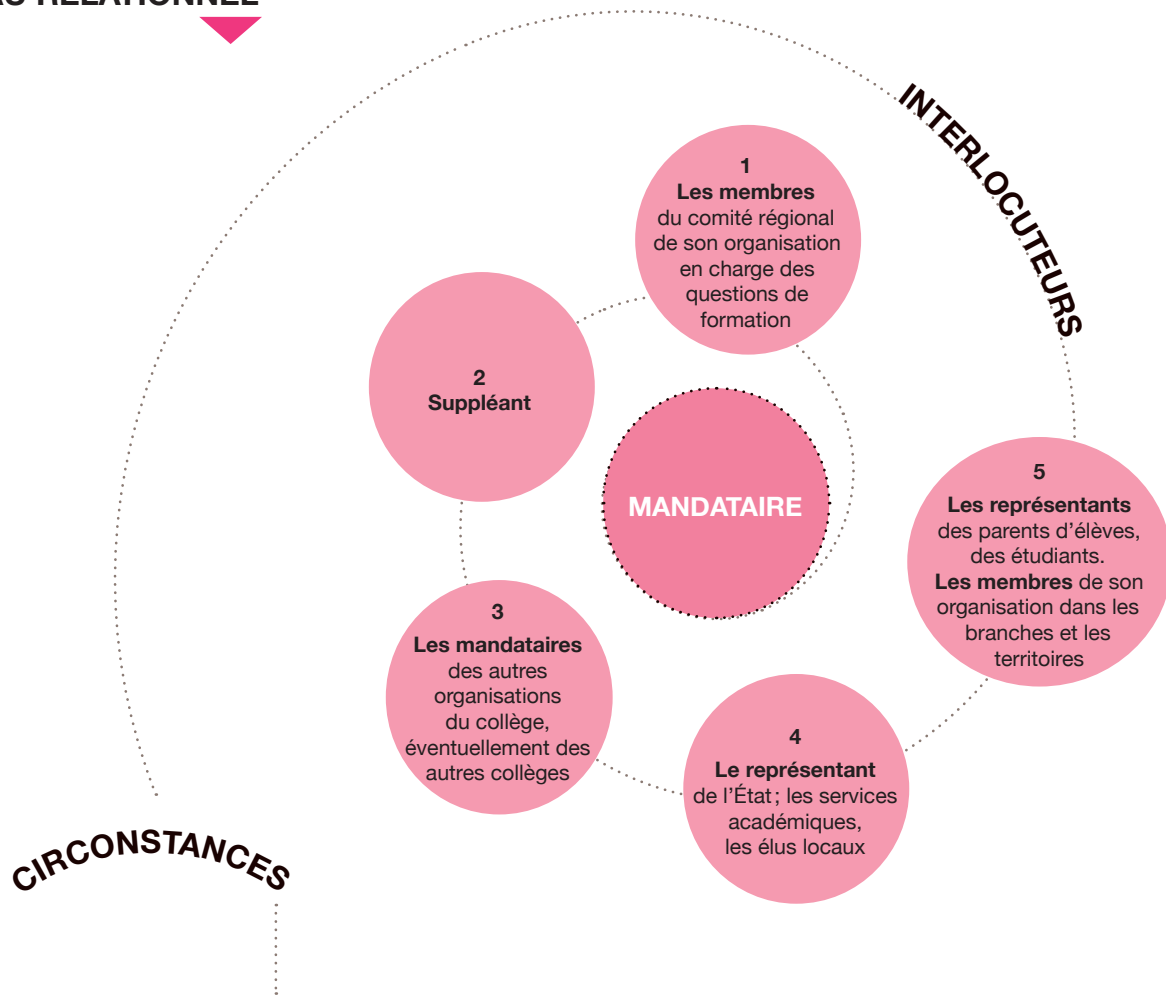 RELATIONNEL
INTERLOCUTEURS
1
Les membres
du comité régional
de son organisation
en charge des
questions de
formation
2
Suppléant
MANDATAIRE
3
Les mandataires
des autres
organisations
du collège,
éventuellement des
autres collèges
4
Le représentant
de l’État ; les services
académiques,
les élus locaux
5
Les représentants
des parents d’élèves,
des étudiants.
Les membres de son
organisation dans les
branches et les
territoires
CIRCONSTANCES